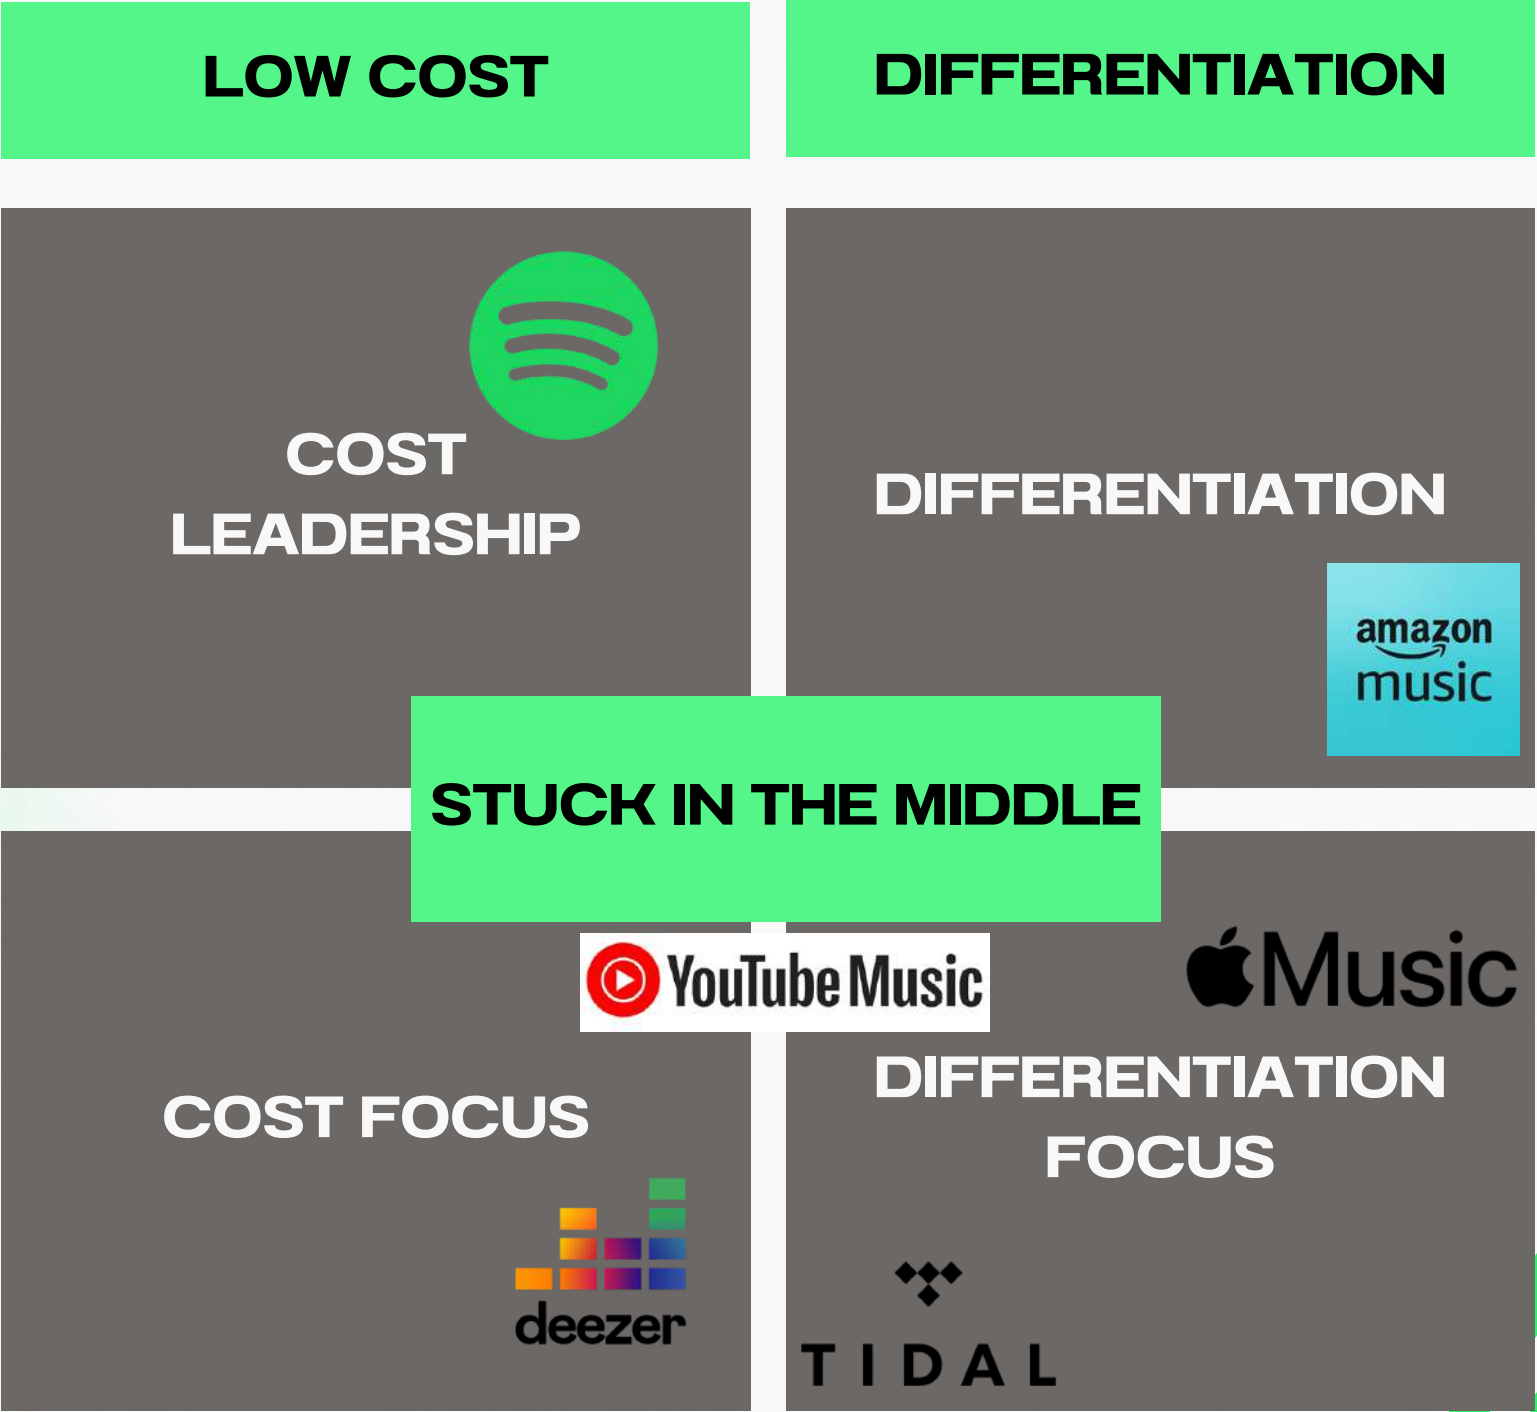 LOW COST
DIFFERENTIATION
COST
LEADERSHIP
DIFFERENTIATION
amazon
music
STUCK IN THE MIDDLE
YouTube Music
Music
DIFFERENTIATION
FOCUS
COST FOCUS
deezer
TIDAL